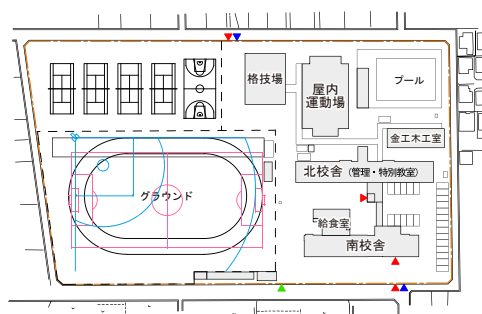 格技場
屋内
運動場
プール
金工木工室
北校舎（管理・特別教室）
グラウンド
給食室
南校舎